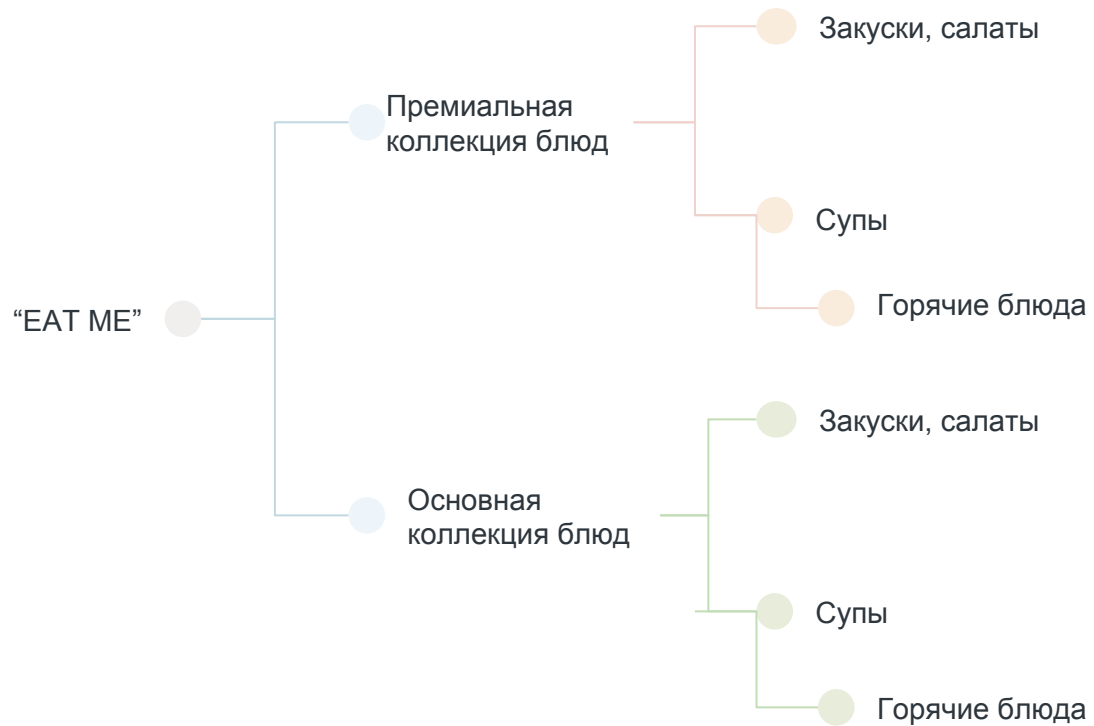 Закуски, салаты
Премиальная
коллекция блюд
Супы
Горячие блюда
“EAT ME”
Закуски, салаты
Основная
коллекция блюд
Супы
Горячие блюда